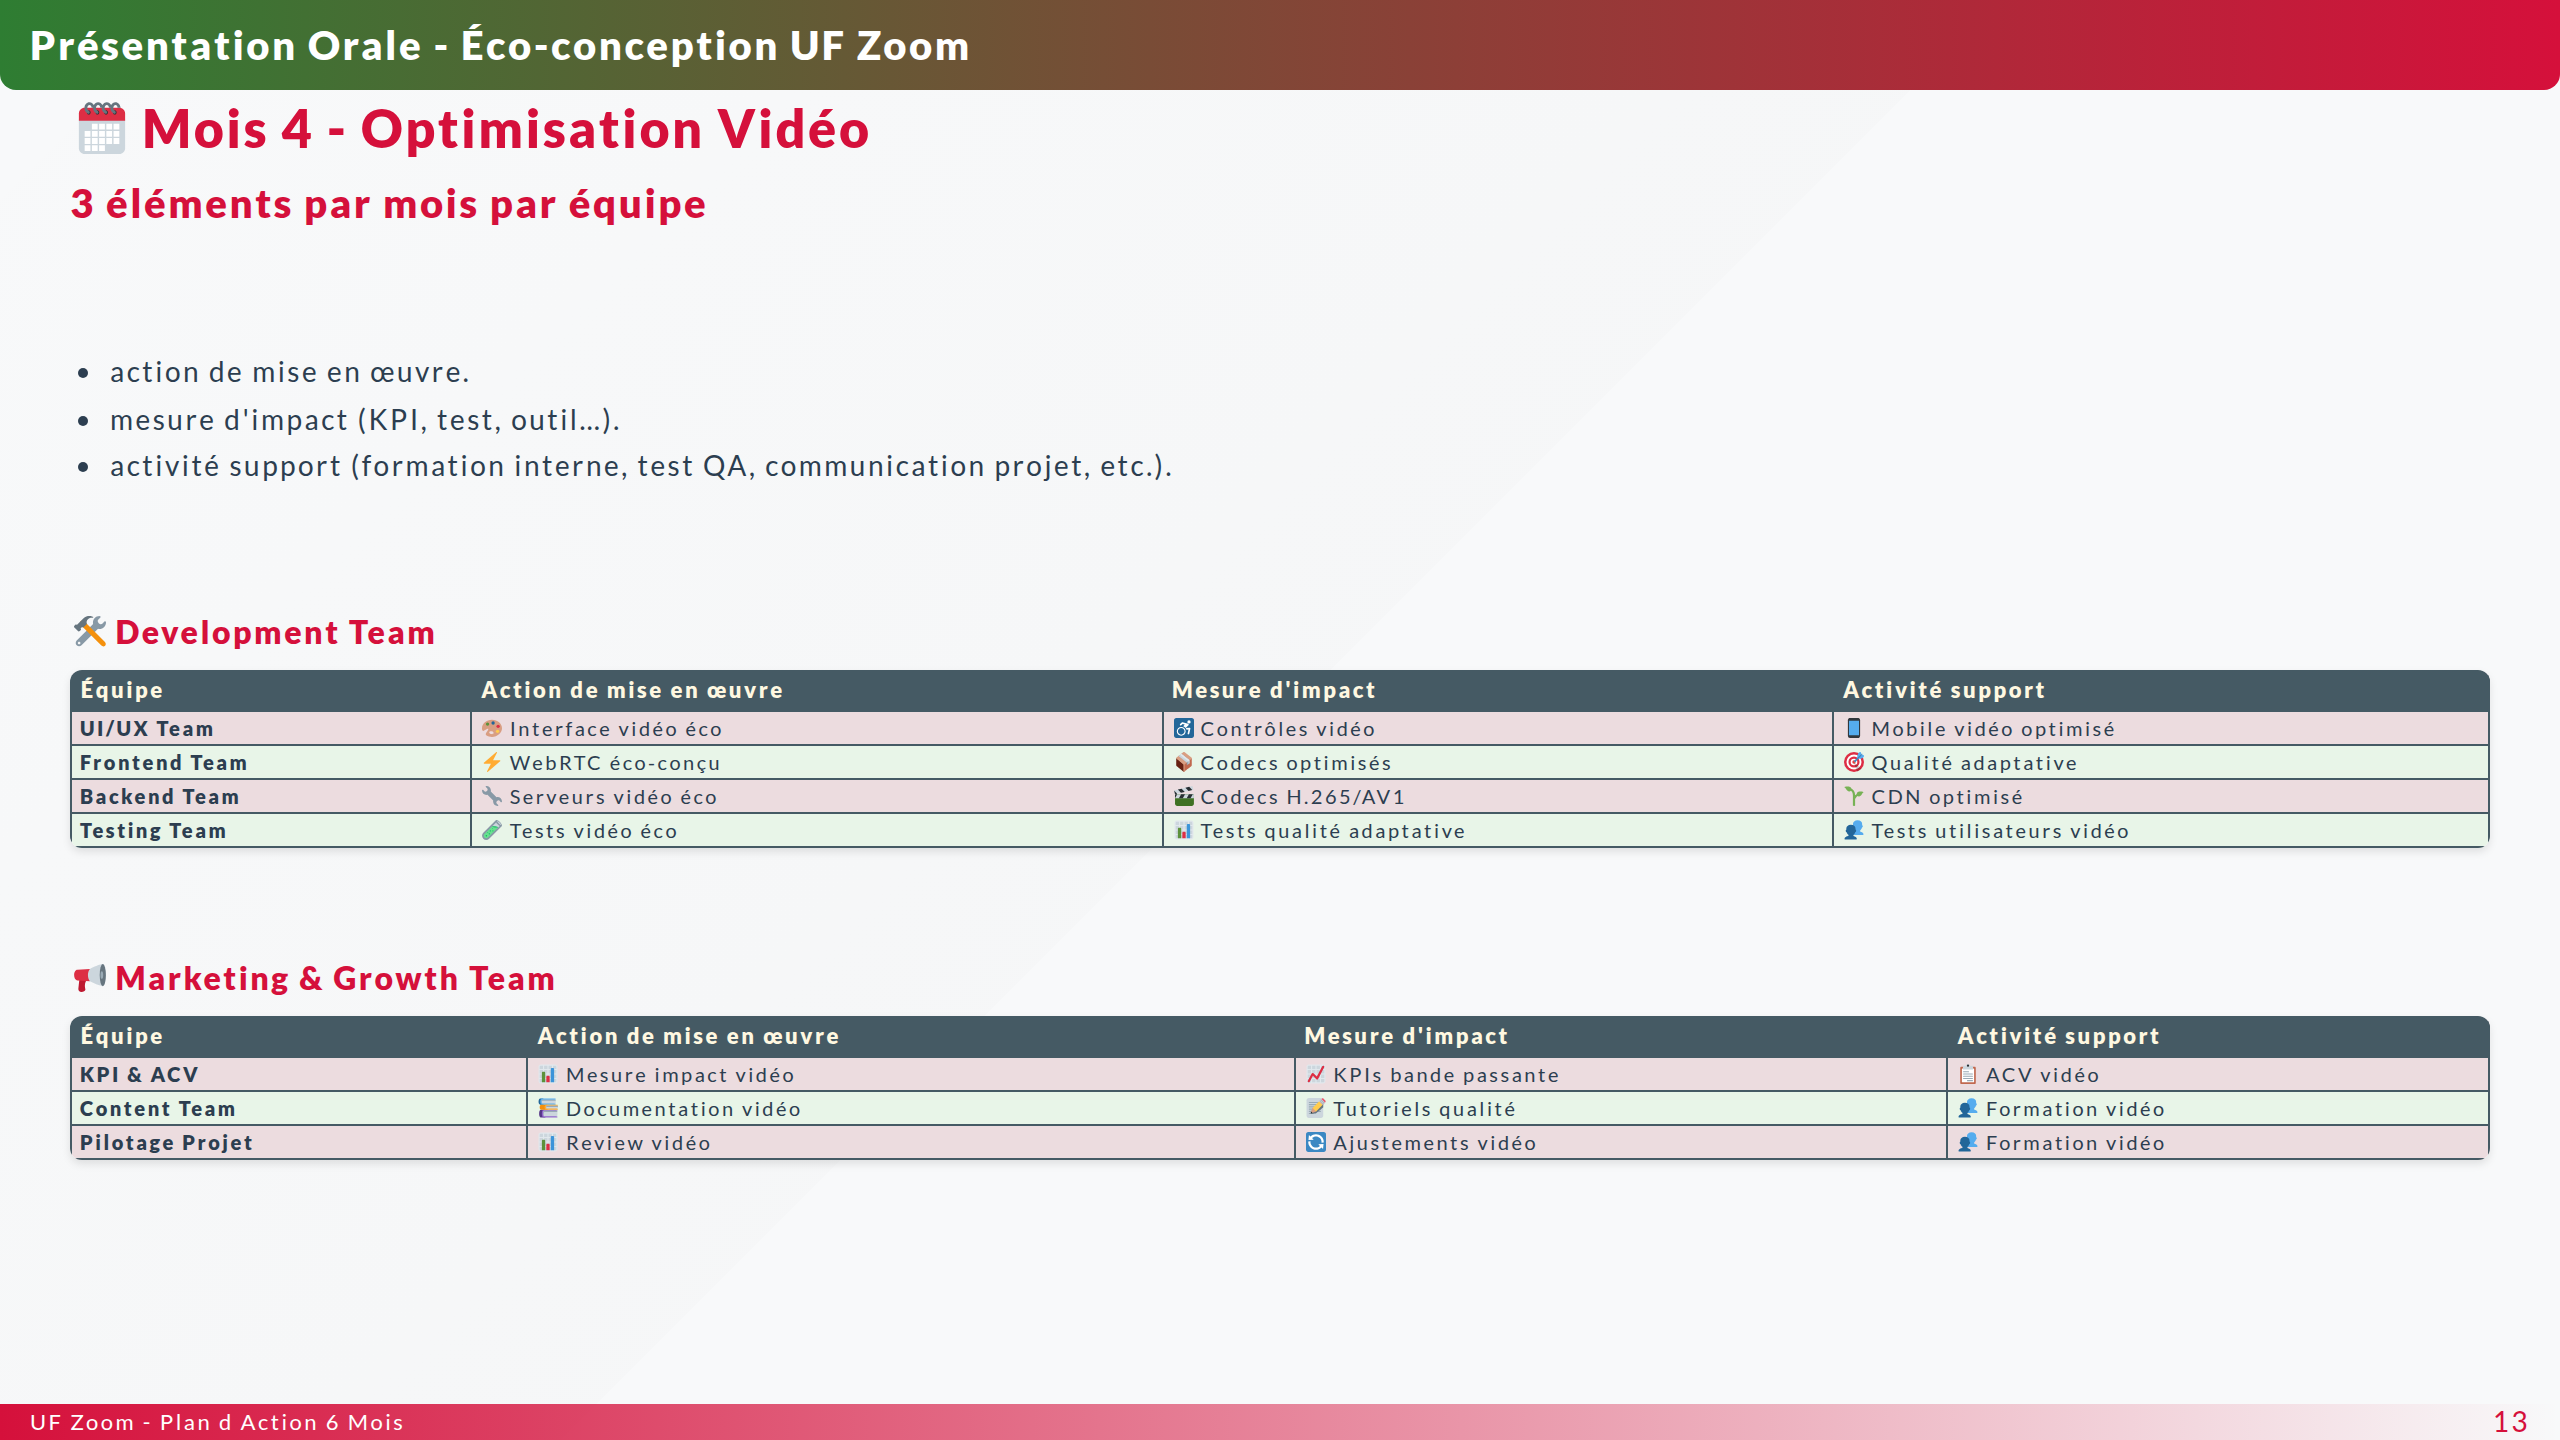 Présentation Orale - Éco-conception UF Zoom
Mois 4 - Optimisation Vidéo
3 éléments par mois par équipe
action de mise en œuvre.
mesure d'impact (KPI, test, outil...).
activité support (formation interne, test QA, communication projet, etc.).
Development Team
Équipe Action de mise en œuvre Mesure d'impact Activité support
UI/UX Team Interface vidéo éco Contrôles vidéo Mobile vidéo optimisé
Frontend Team WebRTC éco-conçu Codecs optimisés Qualité adaptative
Backend Team Serveurs vidéo éco Codecs H.265/AV1 CDN optimisé
Testing Team Tests vidéo éco Tests qualité adaptative Tests utilisateurs vidéo
Marketing & Growth Team
Équipe Action de mise en œuvre Mesure d'impact Activité support
KPI & ACV Mesure impact vidéo KPIs bande passante ACV vidéo
Content Team Documentation vidéo Tutoriels qualité Formation vidéo
Pilotage Projet Review vidéo Ajustements vidéo Formation vidéo
UF Zoom - Plan d Action 6 Mois
13